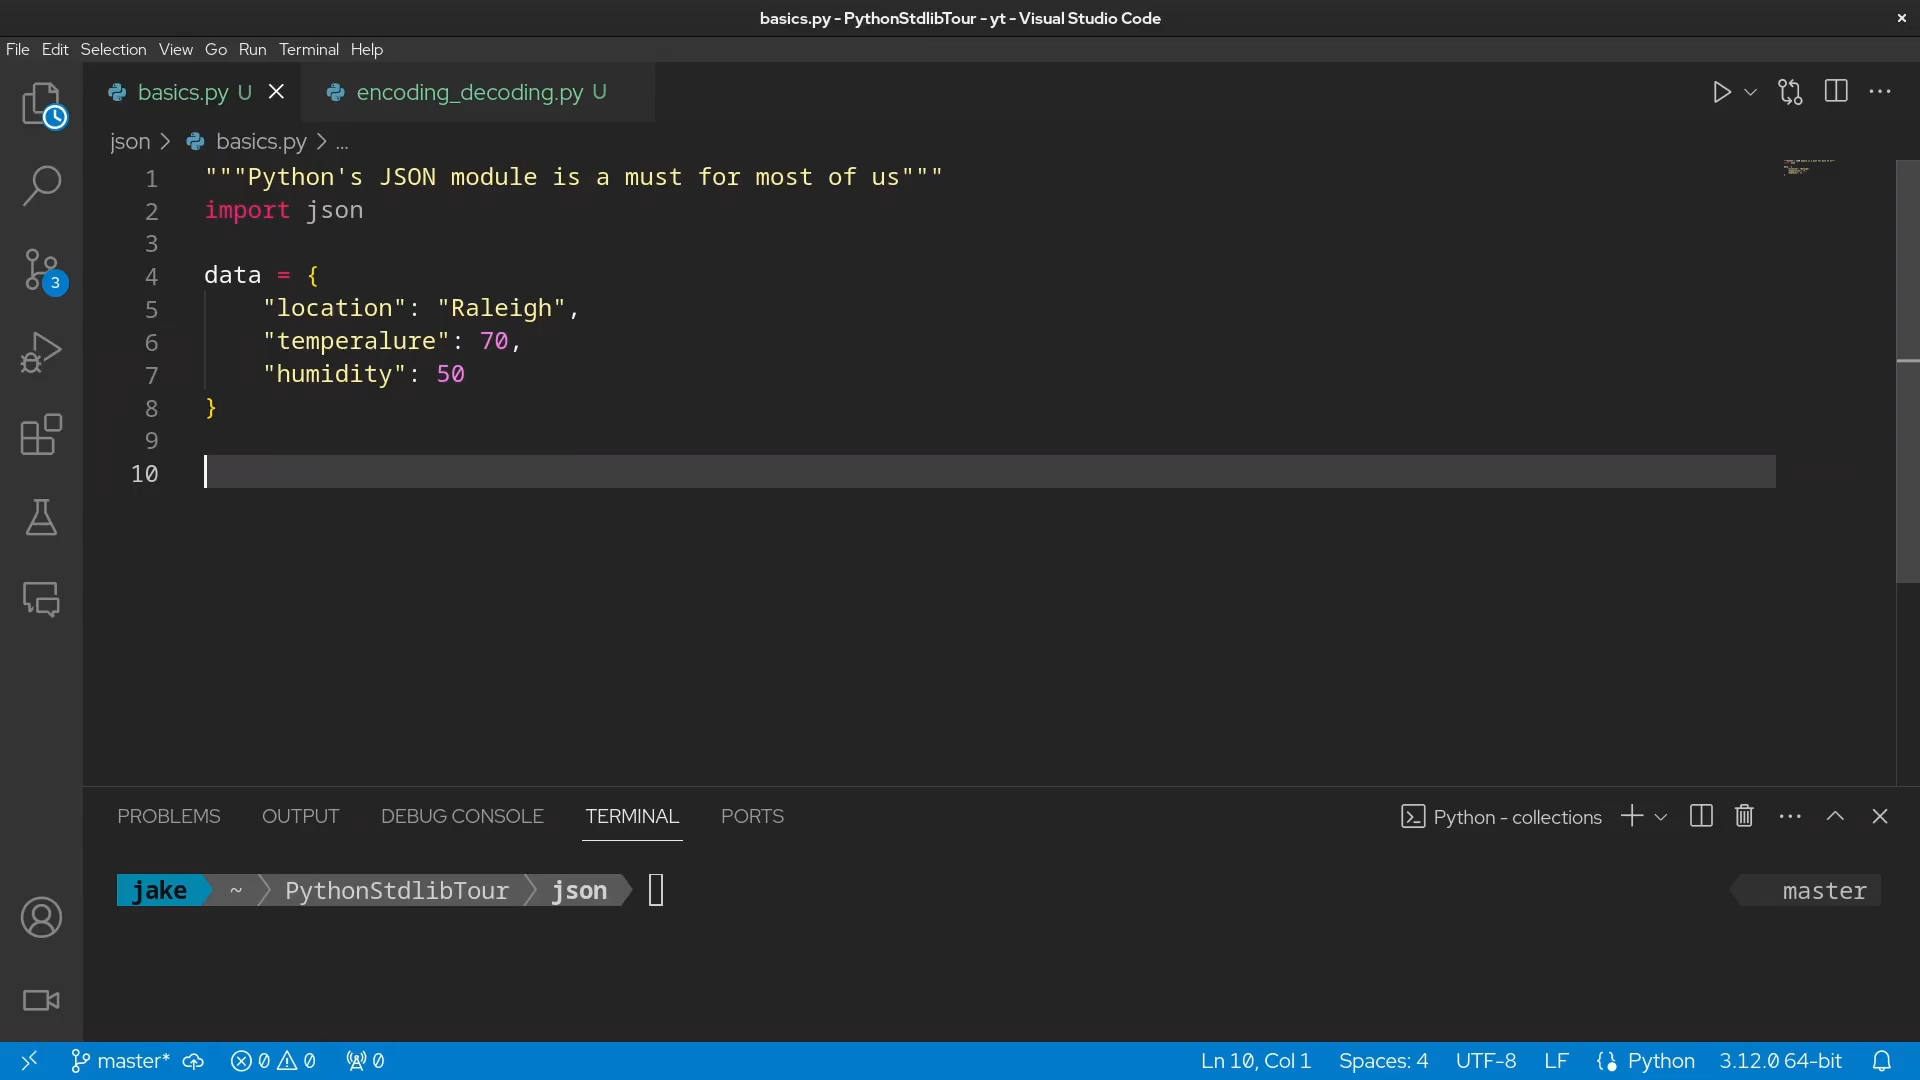 basics.py - PythonStdlibTour - yt - Visual Studio Code
File Edit Selection View Go Run Terminal Help
basics.py U encoding_decoding.py U
json > basics.py > ...
1 """Python's JSON module is a must for most of us"""
2 import json
3
4 data = {
5 "location": "Raleigh",
6 "temperalure": 70,
7 "humidity": 50
8 }
9
10
3
PROBLEMS OUTPUT DEBUG CONSOLE TERMINAL PORTS Python - collections
jake ~ PythonStdlibTour json master
master* 0 0 0 Ln 10, Col 1 Spaces: 4 UTF-8 LF Python 3.12.0 64-bit